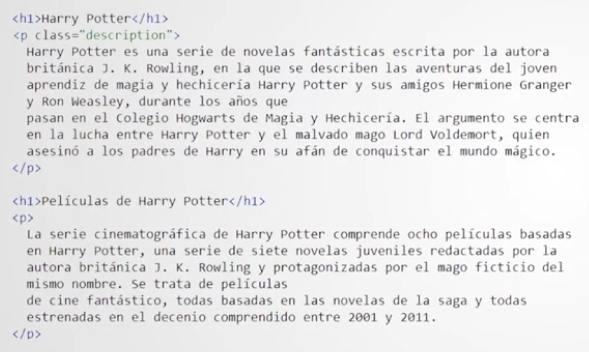 <h1>Harry Potter</h1>
<p class="description">
Harry Potter es una serie de novelas fantásticas escrita por la autora
británica J. K. Rowling, en la que se describen las aventuras del joven
aprendiz de magia y hechicería Harry Potter y sus amigos Hermione Granger
y Ron Weasley, durante los años que
pasan en el Colegio Hogwarts de Magia y Hechicería. El argumento se centra
en la lucha entre Harry Potter y el malvado mago Lord Voldemort, quien
asesinó a los padres de Harry en su afán de conquistar el mundo mágico.
</p>
<h1>Películas de Harry Potter</h1>
<p>
La serie cinematográfica de Harry Potter comprende ocho películas basadas
en Harry Potter, una serie de siete novelas juveniles redactadas por la
autora británica J. K. Rowling y protagonizadas por el mago ficticio del
mismo nombre. Se trata de películas
de cine fantástico, todas basadas en las novelas de la saga y todas
estrenadas en el decenio comprendido entre 2001 y 2011.
</p>